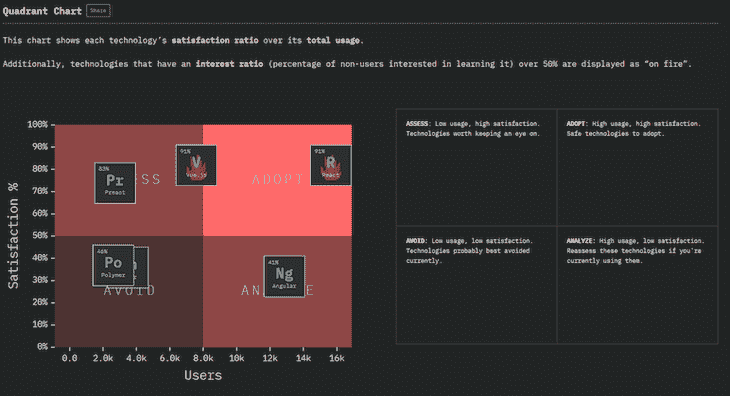 Quadrant Chart Share
This chart shows each technology's satisfaction ratio over its total usage.
Additionally, technologies that have an interest ratio (percentage of non-users interested in learning it) over 50% are displayed as "on fire".
ASSESS: Low usage, high satisfaction.
Technologies worth keeping an eye on.
ADOPT: High usage, high satisfaction.
Safe technologies to adopt.
AVOID: Low usage, low satisfaction.
Technologies probably best avoided
currently.
ANALYZE: High usage, low satisfaction.
Reassess these technologies if you're
currently using them.
Satisfaction %
100%
90%
80%
70%
60%
50%
40%
30%
20%
10%
0%
91%
V
Vue.js
91%
R
React
83%
Pr
Preact
SS
ADOPT
46%
Po
Polymer
41%
Ng
Angular
AVOID
AN
E
0.0 2.0k 4.0k 6.0k 8.0k 10k 12k 14k 16k
Users